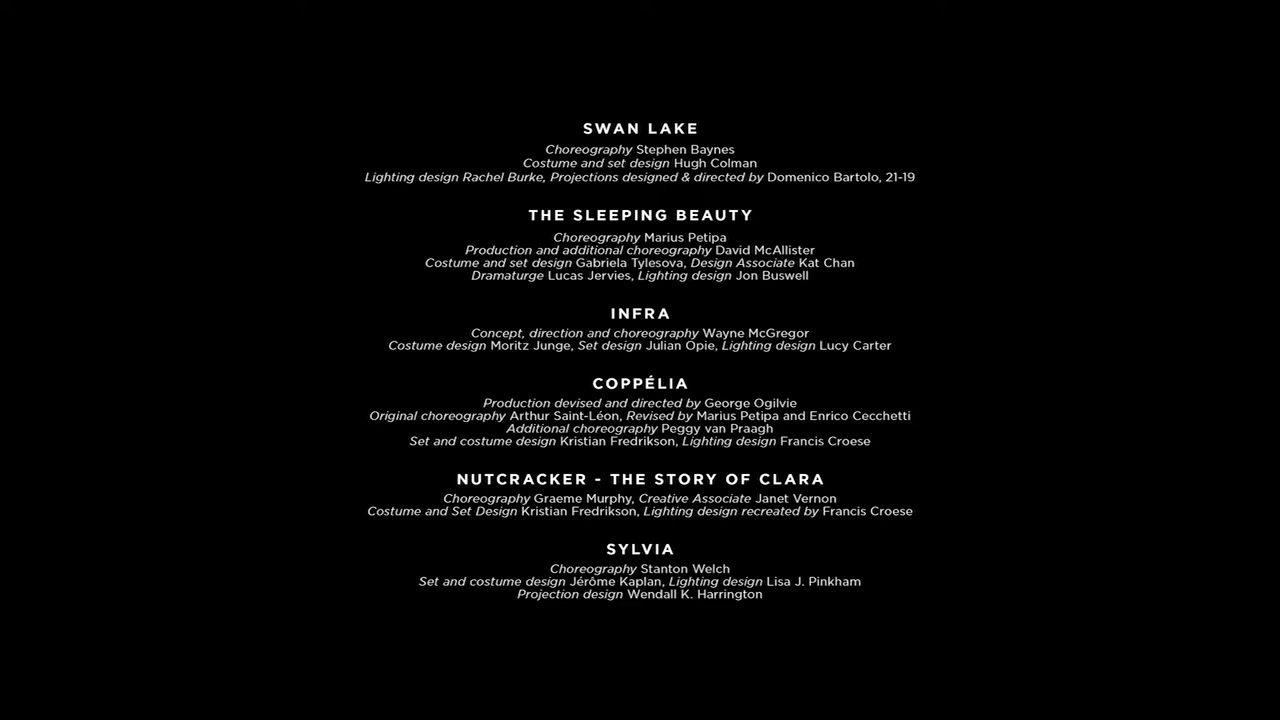 SWAN LAKE
Choreography Stephen Baynes
Costume and set design Hugh Colman
Lighting design Rachel Burke, Projections designed & directed by Domenico Bartolo, 21-19
THE SLEEPING BEAUTY
Choreography Marius Petipa
Production and additional choreography David McAllister
Costume and set design Gabriela Tylesova, Design Associate Kat Chan
Dramaturge Lucas Jervies, Lighting design Jon Buswell
INFRA
Concept, direction and choreography Wayne McGregor
Costume design Moritz Junge, Set design Julian Opie, Lighting design Lucy Carter
COPPÉLIA
Production devised and directed by George Ogilvie
Original choreography Arthur Saint-Léon, Revised by Marius Petipa and Enrico Cecchetti
Additional choreography Peggy van Praagh
Set and costume design Kristian Fredrikson, Lighting design Francis Croese
NUTCRACKER - THE STORY OF CLARA
Choreography Graeme Murphy, Creative Associate Janet Vernon
Costume and Set Design Kristian Fredrikson, Lighting design recreated by Francis Croese
SYLVIA
Choreography Stanton Welch
Set and costume design Jérôme Kaplan, Lighting design Lisa J. Pinkham
Projection design Wendall K. Harrington